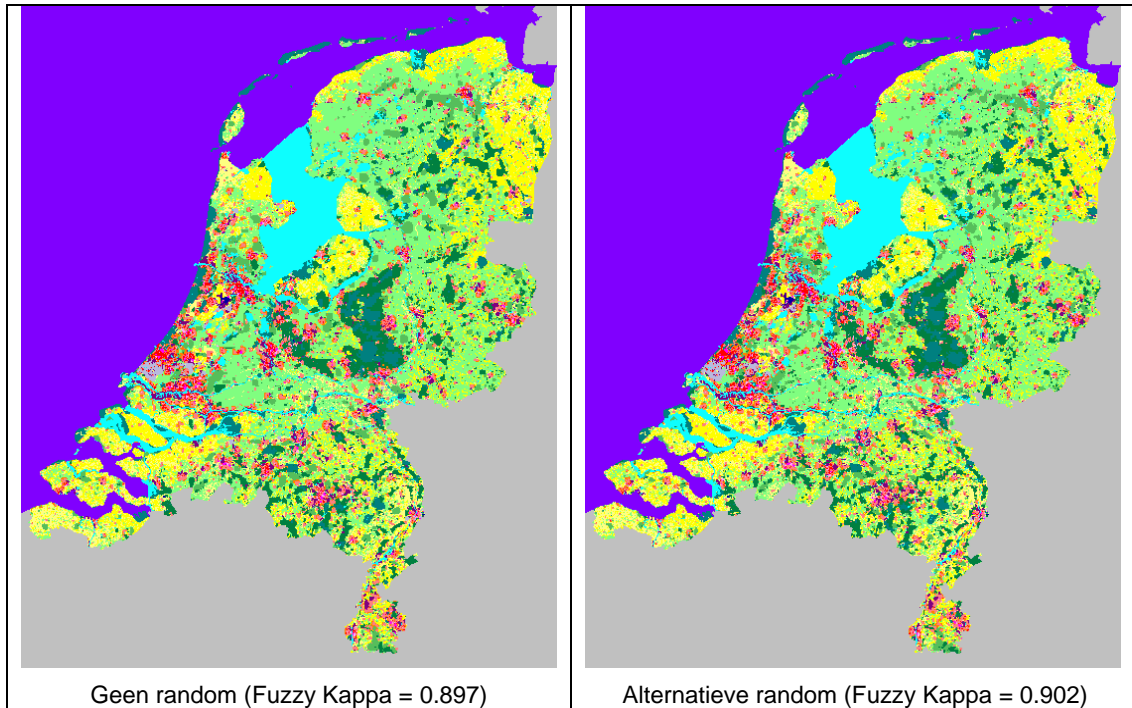 Geen random (Fuzzy Kappa = 0.897)
Alternatieve random (Fuzzy Kappa = 0.902)